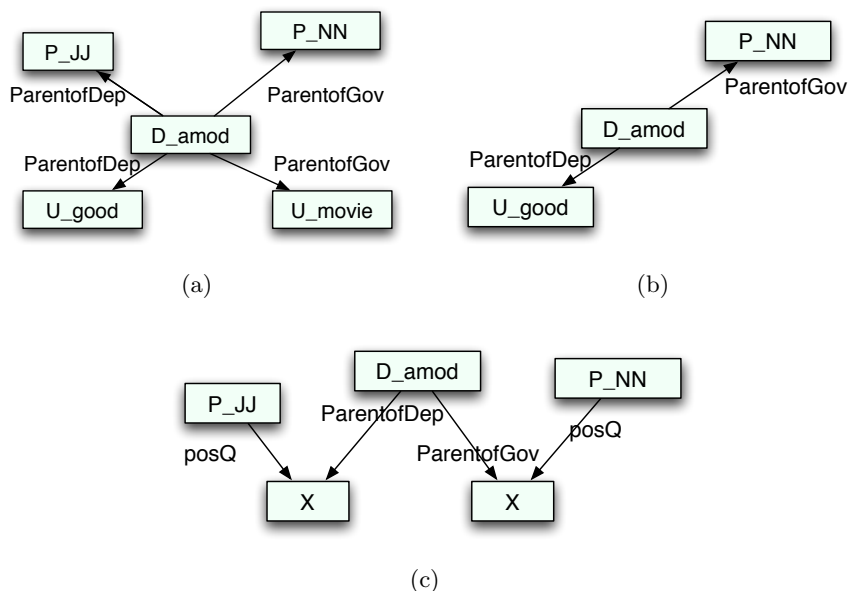 P_JJ
P_NN
ParentofDep
ParentofGov
D_amod
ParentofDep
ParentofGov
U_good
U_movie
(a)
P_NN
ParentofGov
D_amod
ParentofDep
U_good
(b)
D_amod
P_NN
P_JJ
ParentofDep
posQ
posQ
ParentofGov
X
X
(c)